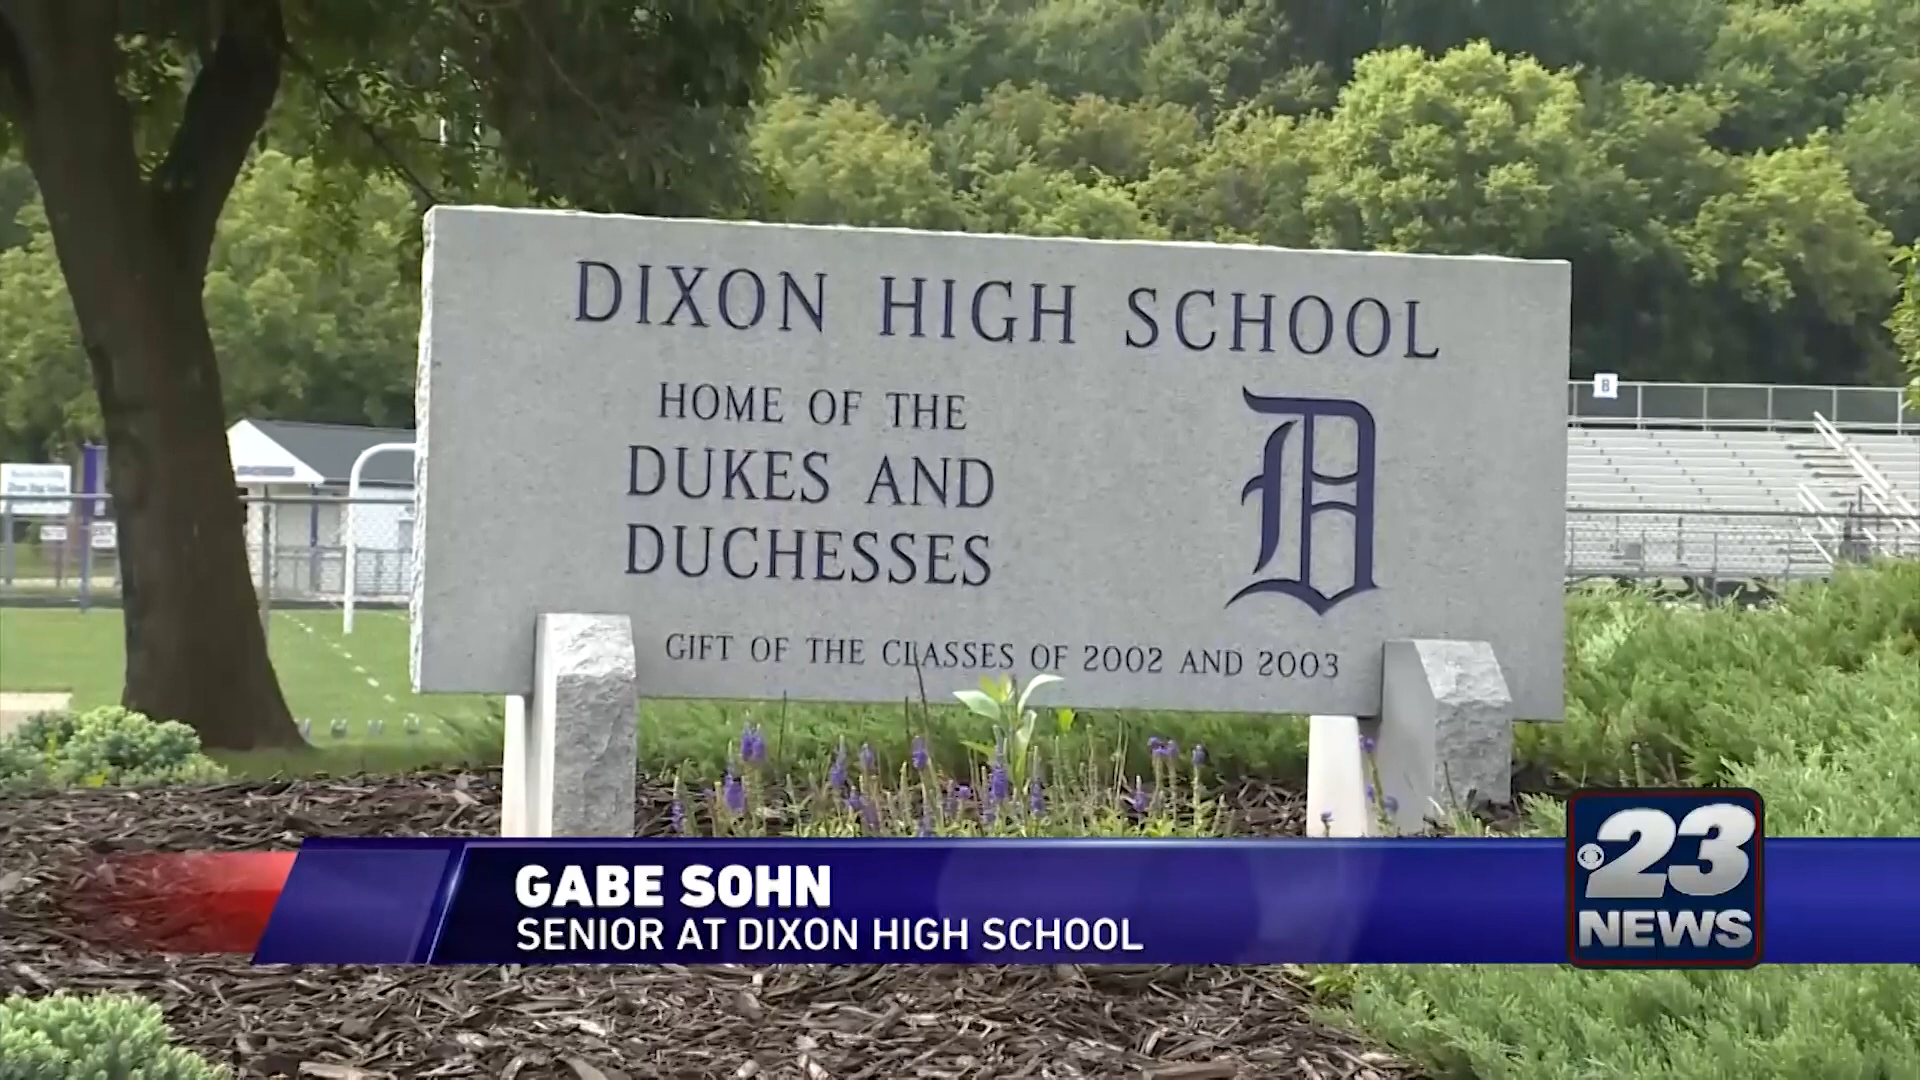 DIXON HIGH SCHOOL
HOME OF THE
DUKES AND
DUCHESSES
D
GIFT OF THE CLASSES OF 2002 AND 2003
B
GABE SOHN
SENIOR AT DIXON HIGH SCHOOL
23
NEWS